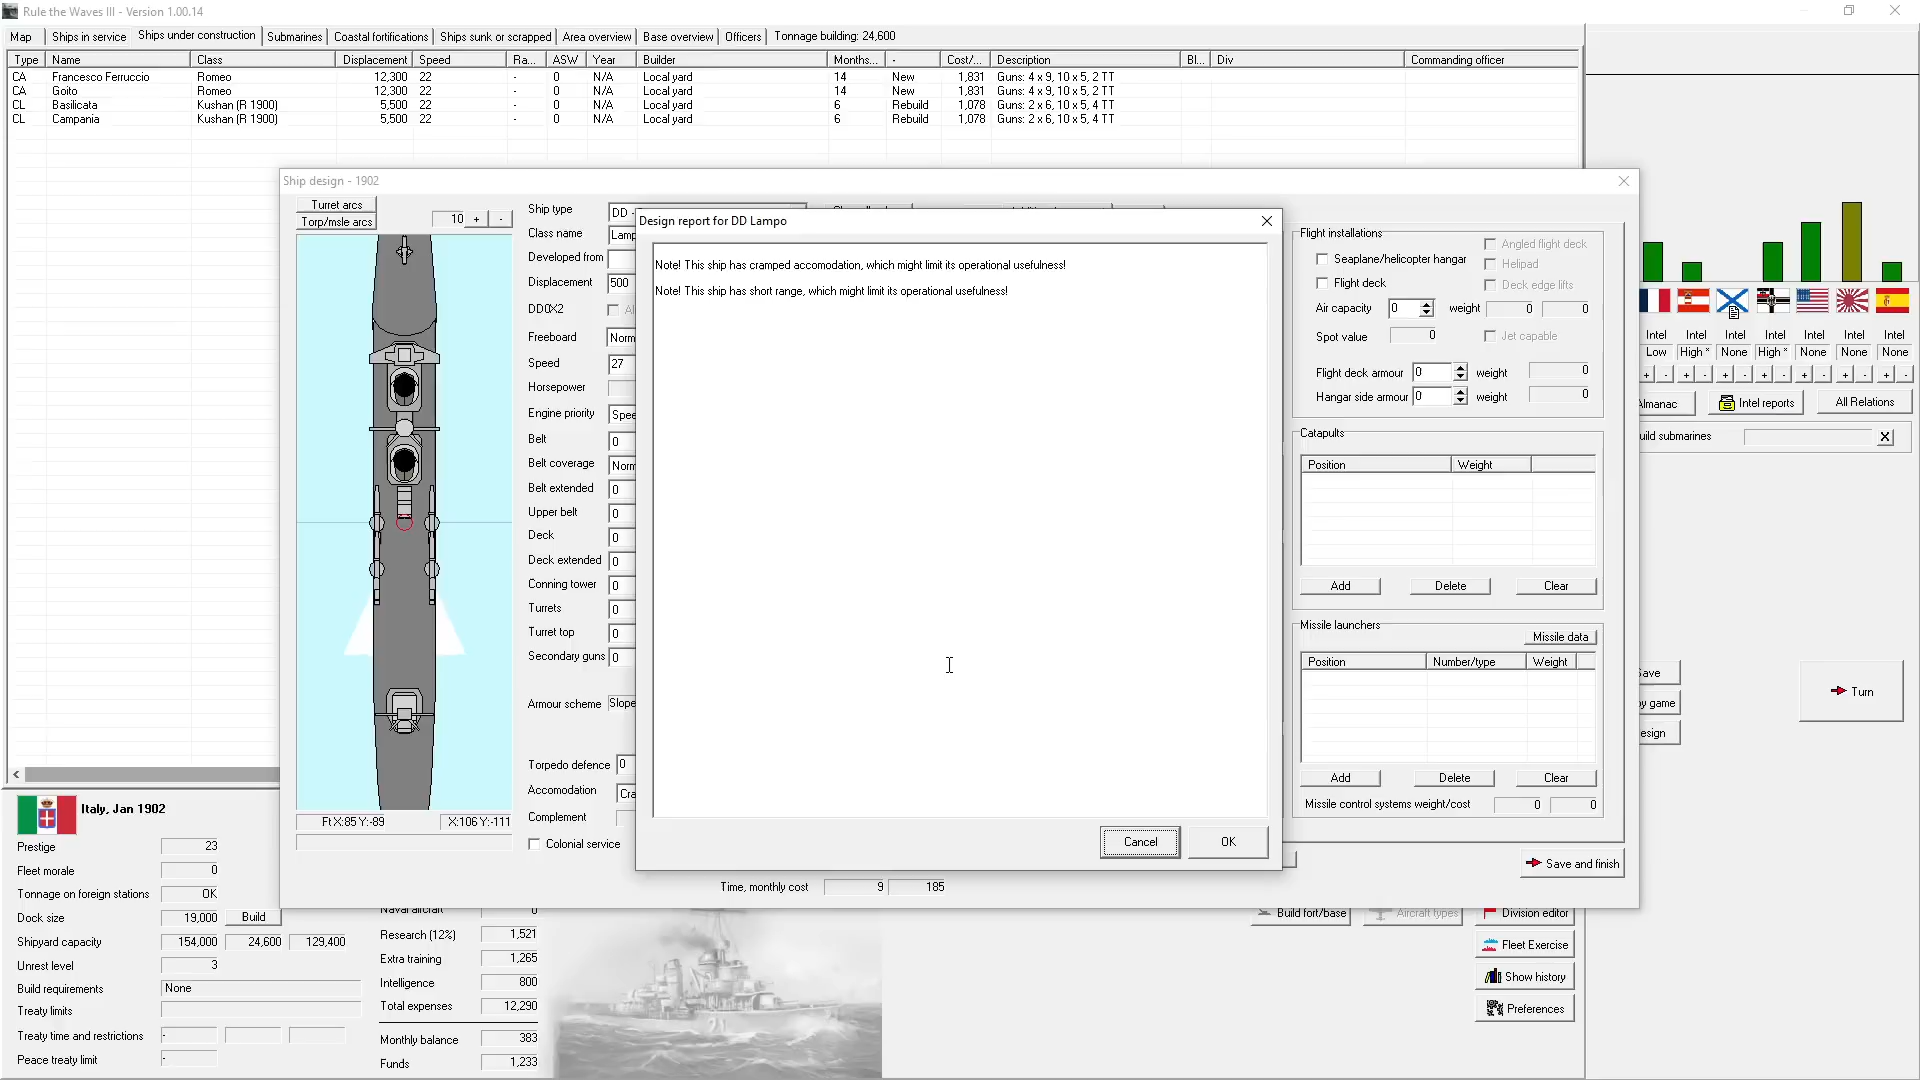 Rule the Waves III - Version 1.00.14
Map Ships in service Ships under construction Submarines Coastal fortifications Ships sunk or scrapped Area overview Base overview Officers Tonnage building: 24,600
Type Name Class Displacement Speed Ra... ASW Year Builder Months... - Cost/... Description Bl... Div Commanding officer
CA Francesco Ferruccio Romeo 12,300 22 - 0 N/A Local yard 14 New 1,831 Guns: 4 x 9, 10 x 5, 2 TT
CA Goito Romeo 12,300 22 - 0 N/A Local yard 14 New 1,831 Guns: 4 x 9, 10 x 5, 2 TT
CL Basilicata Kushan (R 1900) 5,500 22 - 0 N/A Local yard 6 Rebuild 1,078 Guns: 2 x 6, 10 x 5, 4 TT
CL Campania Kushan (R 1900) 5,500 22 - 0 N/A Local yard 6 Rebuild 1,078 Guns: 2 x 6, 10 x 5, 4 TT
Ship design - 1902
Turret arcs
Torp/msle arcs
10 + -
Ft X:85 Y:-89 X:106 Y:-111
Ship type DD -
Class name Lamp
Developed from
Displacement 500
DD0X2
Freeboard Norm
Speed 27
Horsepower
Engine priority Spee
Belt 0
Belt coverage Norm
Belt extended 0
Upper belt 0
Deck 0
Deck extended 0
Conning tower 0
Turrets 0
Turret top 0
Secondary guns 0
Armour scheme Slope
Torpedo defence 0
Accomodation Cra
Complement
Colonial service
Time, monthly cost 9 185
Design report for DD Lampo
Note! This ship has cramped accomodation, which might limit its operational usefulness!
Note! This ship has short range, which might limit its operational usefulness!
Cancel OK
Flight installations
Seaplane/helicopter hangar
Flight deck
Angled flight deck
Helipad
Deck edge lifts
Air capacity 0 weight 0 0
Spot value 0 Jet capable
Flight deck armour 0 weight 0
Hangar side armour 0 weight 0
Catapults
Position Weight
Add Delete Clear
Missile launchers
Missile data
Position Number/type Weight
Add Delete Clear
Missile control systems weight/cost 0 0
Save and finish
Intel Intel Intel Intel Intel Intel Intel
Low High * None High * None None None
+ - + - + - + - + - + - + -
Almanac Intel reports All Relations
uild submarines X
Save
y game
esign
Turn
Italy, Jan 1902
Prestige 23
Fleet morale 0
Tonnage on foreign stations OK
Dock size 19,000 Build
Shipyard capacity 154,000 24,600 129,400
Unrest level 3
Build requirements None
Treaty limits
Treaty time and restrictions -
Peace treaty limit -
Naval aircraft 0
Research (12%) 1,521
Extra training 1,265
Intelligence 800
Total expenses 12,290
Monthly balance 383
Funds 1,233
Build fort/base Aircraft types Division editor
Fleet Exercise
Show history
Preferences